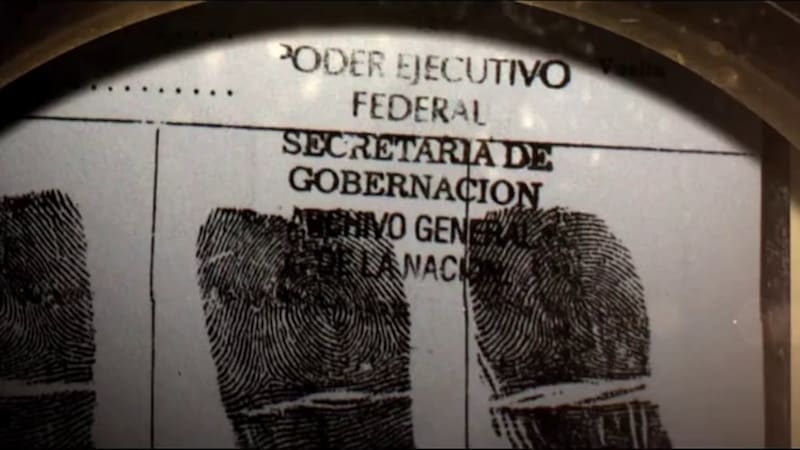 PODER EJECUTIVO
FEDERAL
SECRETARIA DE
GOBERNACION
ARCHIVO GENERAL
DE LA NACION